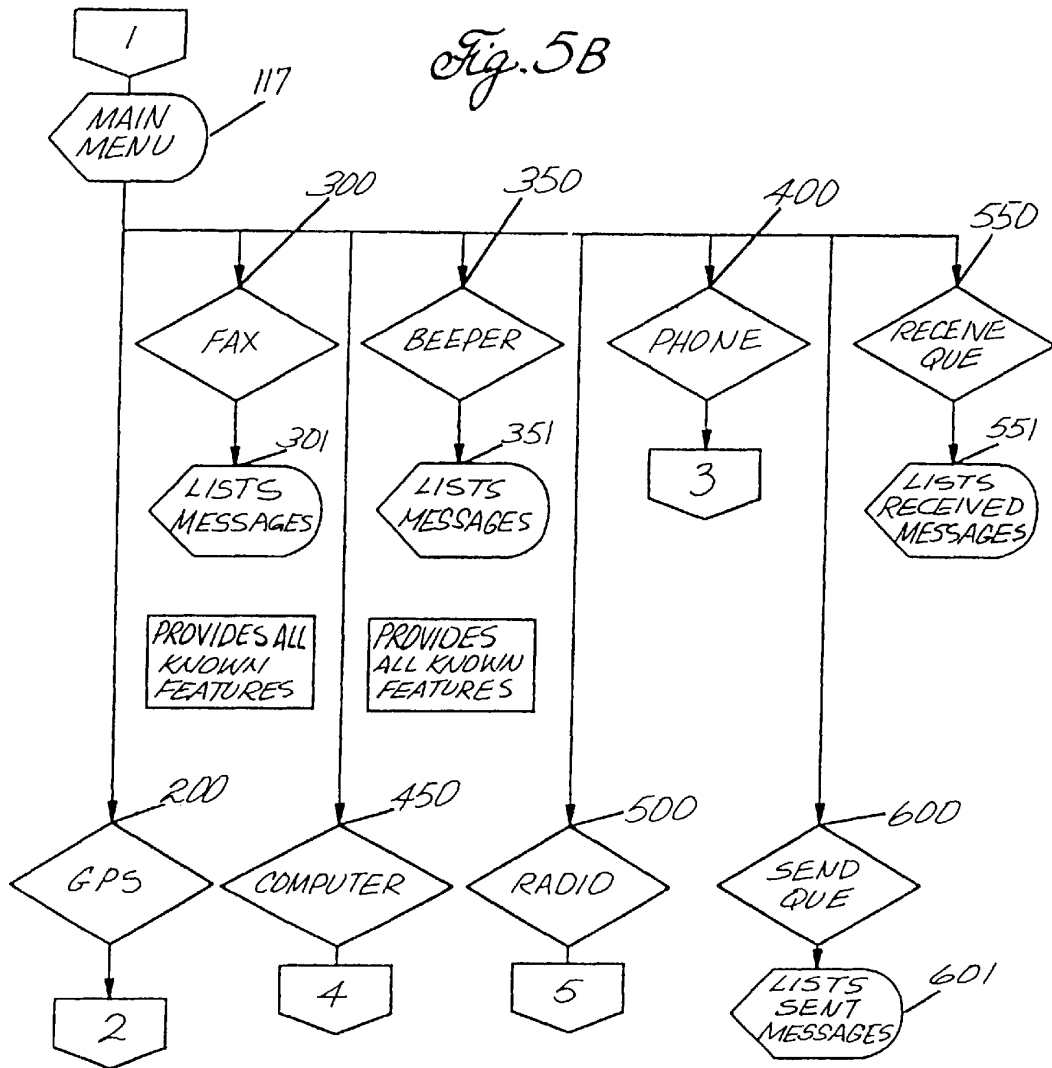 1
Fig. 5B
117
MAIN
MENU
300
350
400
550
FAX
BEEPER
PHONE
RECEIVE
QUE
301
351
3
551
LISTS
MESSAGES
LISTS
MESSAGES
LISTS
RECEIVED
MESSAGES
PROVIDES ALL
KNOWN
FEATURES
PROVIDES
ALL KNOWN
FEATURES
200
450
500
600
GPS
COMPUTER
RADIO
SEND
QUE
2
4
5
LISTS
SENT
MESSAGES
601